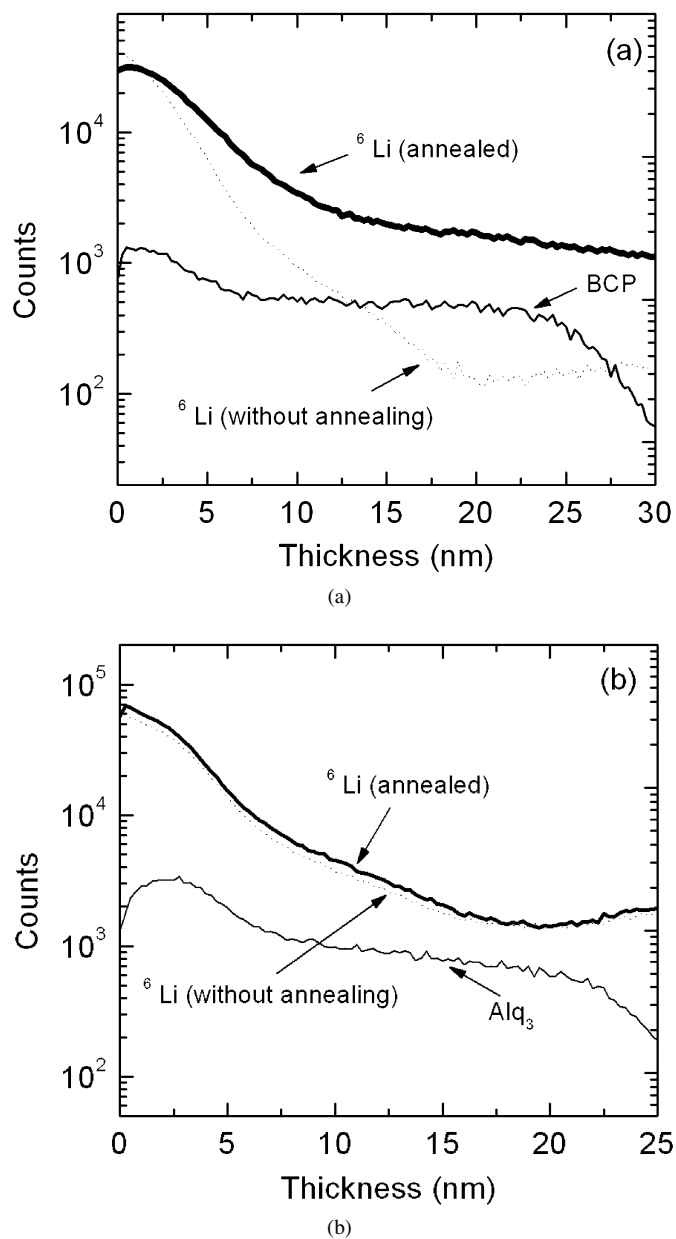 (a)
10^4
10^3
10^2
Counts
^6 Li (annealed)
BCP
^6 Li (without annealing)
0 5 10 15 20 25 30
Thickness (nm)
(a)
(b)
10^5
10^4
10^3
10^2
Counts
^6 Li (annealed)
^6 Li (without annealing)
Alq_3
0 5 10 15 20 25
Thickness (nm)
(b)